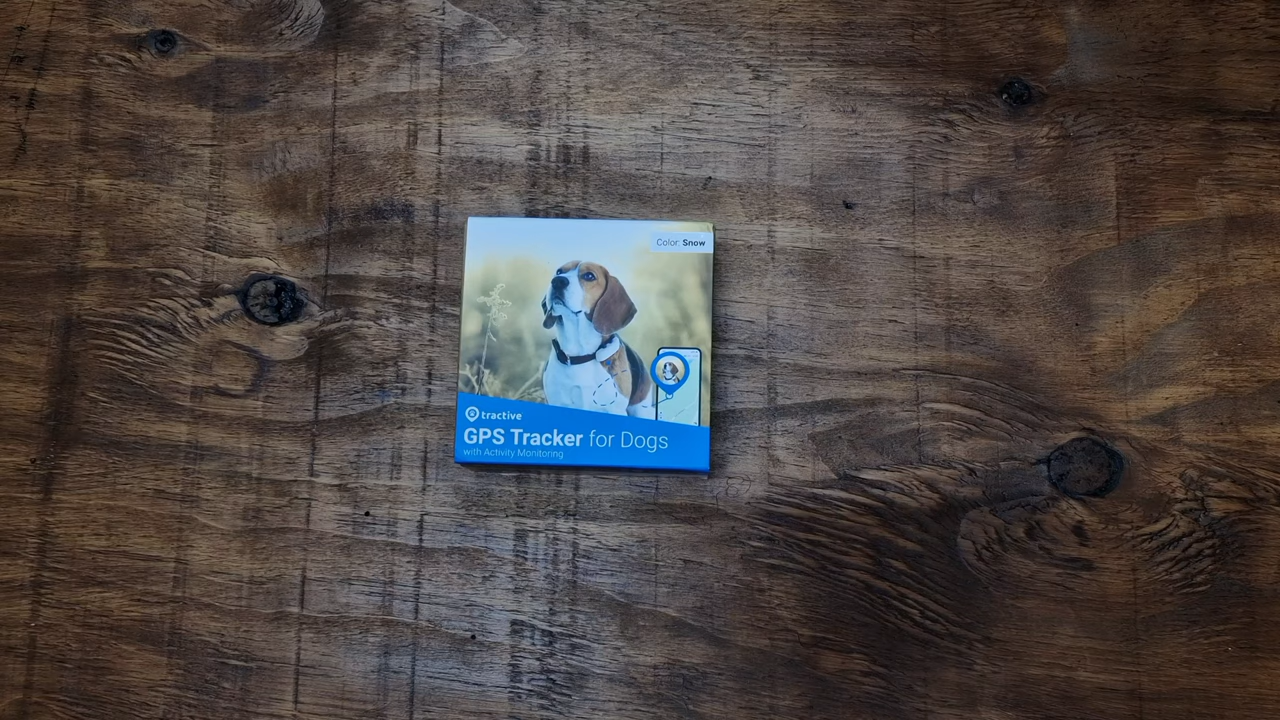 Color: Snow
tractive
GPS Tracker for Dogs
with Activity Monitoring